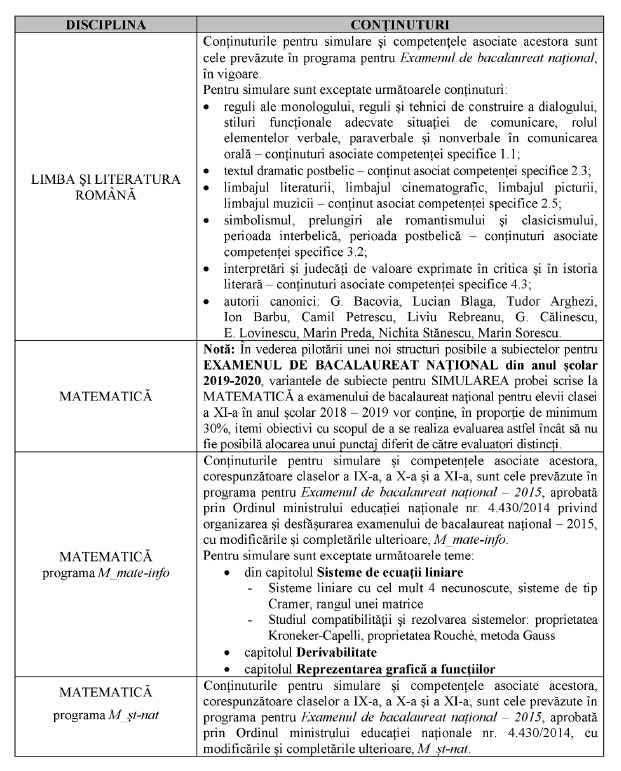 DISCIPLINA CONȚINUTURI
Conținuturile pentru simulare și competențele asociate acestora sunt
cele prevăzute în programa pentru Examenul de bacalaureat național,
în vigoare.
Pentru simulare sunt exceptate următoarele conținuturi:
• reguli ale monologului, reguli și tehnici de construire a dialogului,
stiluri funcționale adecvate situației de comunicare, rolul
elementelor verbale, paraverbale și nonverbale în comunicarea
orală – conținuturi asociate competenței specifice 1.1;
• textul dramatic postbelic – conținut asociat competenței specifice 2.3;
• limbajul literaturii, limbajul cinematografic, limbajul picturii,
limbajul muzicii – conținut asociat competenței specifice 2.5;
• simbolismul, prelungiri ale romantismului și clasicismului,
perioada interbelică, perioada postbelică – conținuturi asociate
competenței specifice 3.2;
• interpretări și judecăți de valoare exprimate în critica și în istoria
literară – conținuturi asociate competenței specifice 4.3;
• autorii canonici: G. Bacovia, Lucian Blaga, Tudor Arghezi,
Ion Barbu, Camil Petrescu, Liviu Rebreanu, G. Călinescu,
E. Lovinescu, Marin Preda, Nichita Stănescu, Marin Sorescu.
LIMBA ȘI LITERATURA
ROMÂNĂ
MATEMATICĂ
Notă: În vederea pilotării unei noi structuri posibile a subiectelor pentru
EXAMENUL DE BACALAUREAT NAȚIONAL din anul școlar
2019-2020, variantele de subiecte pentru SIMULAREA probei scrise la
MATEMATICĂ a examenului de bacalaureat național pentru elevii clasei
a XI-a în anul școlar 2018 – 2019 vor conține, în proporție de minimum
30%, itemi obiectivi cu scopul de a se realiza evaluarea astfel încât să nu
fie posibilă alocarea unui punctaj diferit de către evaluatori distincți.
MATEMATICĂ
programa M_mate-info
Conținuturile pentru simulare și competențele asociate acestora,
corespunzătoare claselor a IX-a, a X-a și a XI-a, sunt cele prevăzute în
programa pentru Examenul de bacalaureat național – 2015, aprobată
prin Ordinul ministrului educației naționale nr. 4.430/2014 privind
organizarea și desfășurarea examenului de bacalaureat național – 2015,
cu modificările și completările ulterioare, M_mate-info.
Pentru simulare sunt exceptate următoarele teme:
• din capitolul Sisteme de ecuații liniare
- Sisteme liniare cu cel mult 4 necunoscute, sisteme de tip
Cramer, rangul unei matrice
- Studiul compatibilității și rezolvarea sistemelor: proprietatea
Kroneker-Capelli, proprietatea Rouchè, metoda Gauss
• capitolul Derivabilitate
• capitolul Reprezentarea grafică a funcțiilor
MATEMATICĂ
programa M_șt-nat
Conținuturile pentru simulare și competențele asociate acestora,
corespunzătoare claselor a IX-a, a X-a și a XI-a, sunt cele prevăzute în
programa pentru Examenul de bacalaureat național – 2015, aprobată
prin Ordinul ministrului educației naționale nr. 4.430/2014, cu
modificările și completările ulterioare, M_șt-nat.